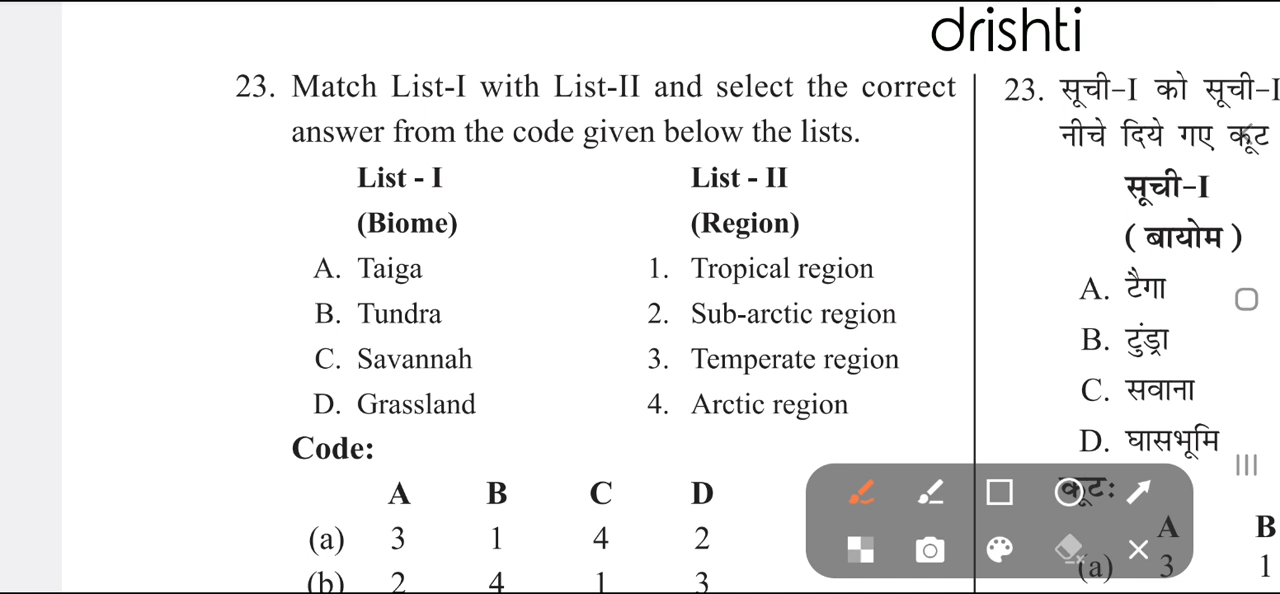 drishti
23. Match List-I with List-II and select the correct
answer from the code given below the lists.
List - I List - II
(Biome) (Region)
A. Taiga 1. Tropical region
B. Tundra 2. Sub-arctic region
C. Savannah 3. Temperate region
D. Grassland 4. Arctic region
Code:
A B C D
(a) 3 1 4 2
(b) 2 4 1 3
23. सूची-I को सूची-I
नीचे दिये गए कूट
सूची-I
(बायोम)
A. टैगा
B. टुंड्रा
C. सवाना
D. घासभूमि
कूट:
A B
(a) 3 1